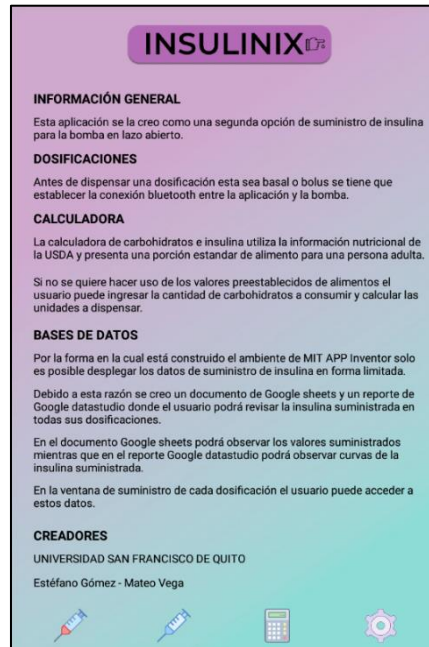 INSULINIX
INFORMACIÓN GENERAL
Esta aplicación se la creo como una segunda opción de suministro de insulina
para la bomba en lazo abierto.
DOSIFICACIONES
Antes de dispensar una dosificación esta sea basal o bolus se tiene que
establecer la conexión bluetooth entre la aplicación y la bomba.
CALCULADORA
La calculadora de carbohidratos e insulina utiliza la información nutricional de
la USDA y presenta una porción estandar de alimento para una persona adulta.
Si no se quiere hacer uso de los valores preestablecidos de alimentos el
usuario puede ingresar la cantidad de carbohidratos a consumir y calcular las
unidades a dispensar.
BASES DE DATOS
Por la forma en la cual está construido el ambiente de MIT APP Inventor solo
es posible desplegar los datos de suministro de insulina en forma limitada.
Debido a esta razón se creo un documento de Google sheets y un reporte de
Google datastudio donde el usuario podrá revisar la insulina suministrada en
todas sus dosificaciones.
En el documento Google sheets podrá observar los valores suministrados
mientras que en el reporte Google datastudio podrá observar curvas de la
insulina suministrada.
En la ventana de suministro de cada dosificación el usuario puede acceder a
estos datos.
CREADORES
UNIVERSIDAD SAN FRANCISCO DE QUITO
Estéfano Gómez - Mateo Vega